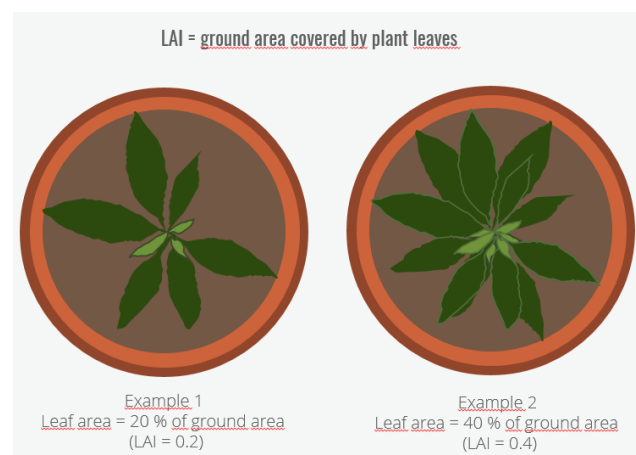 LAI = ground area covered by plant leaves
Example 1
Leaf area = 20 % of ground area
(LAI = 0.2)
Example 2
Leaf area = 40 % of ground area
(LAI = 0.4)